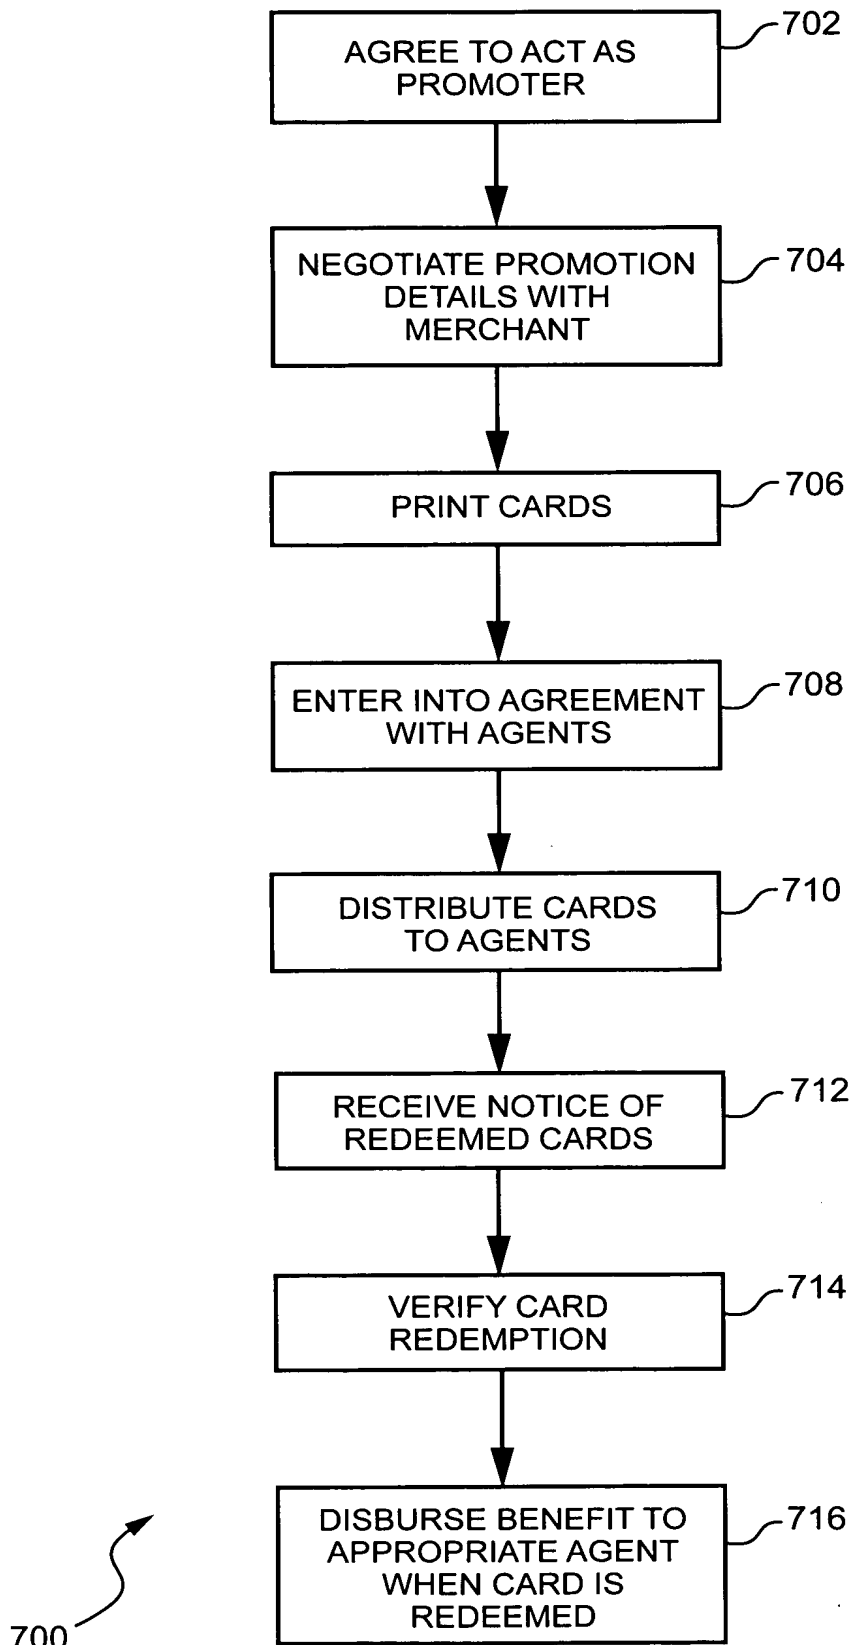 702
AGREE TO ACT AS
PROMOTER
704
NEGOTIATE PROMOTION
DETAILS WITH
MERCHANT
706
PRINT CARDS
708
ENTER INTO AGREEMENT
WITH AGENTS
710
DISTRIBUTE CARDS
TO AGENTS
712
RECEIVE NOTICE OF
REDEEMED CARDS
714
VERIFY CARD
REDEMPTION
716
DISBURSE BENEFIT TO
APPROPRIATE AGENT
WHEN CARD IS
REDEEMED
700